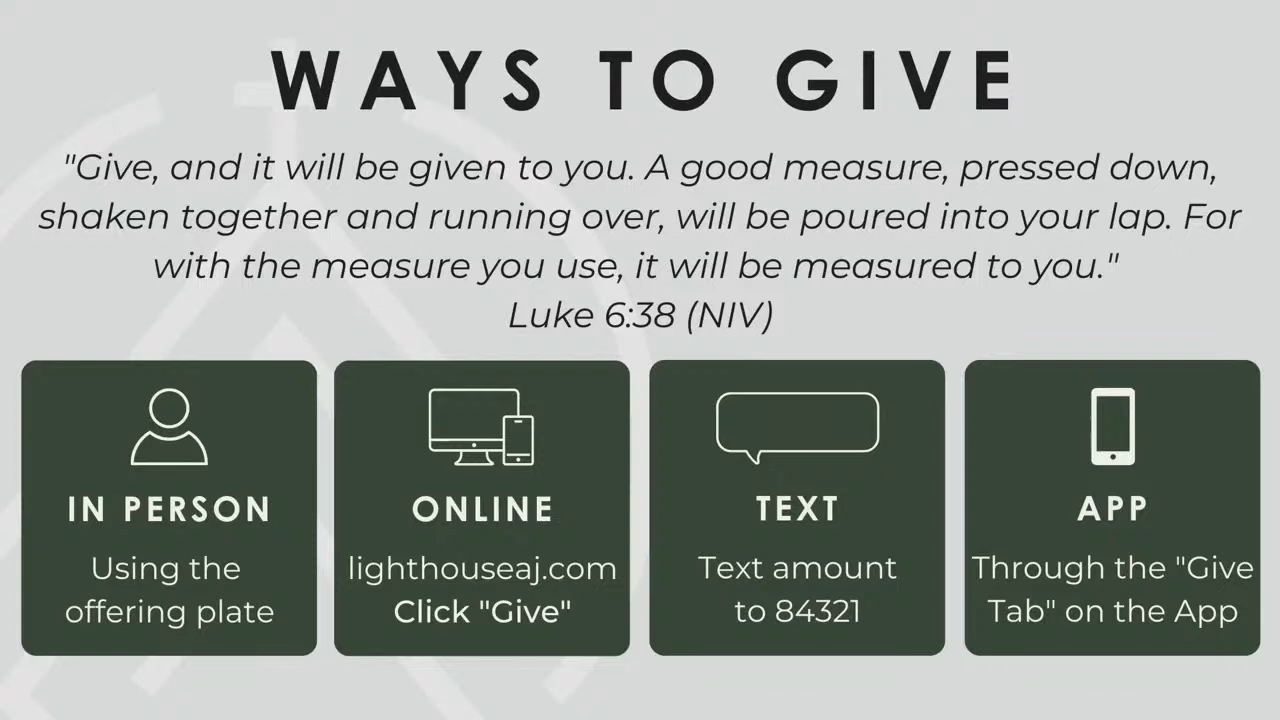 WAYS TO GIVE
"Give, and it will be given to you. A good measure, pressed down,
shaken together and running over, will be poured into your lap. For
with the measure you use, it will be measured to you."
Luke 6:38 (NIV)
IN PERSON
Using the
offering plate
ONLINE
lighthouseaj.com
Click "Give"
TEXT
Text amount
to 84321
APP
Through the "Give
Tab" on the App